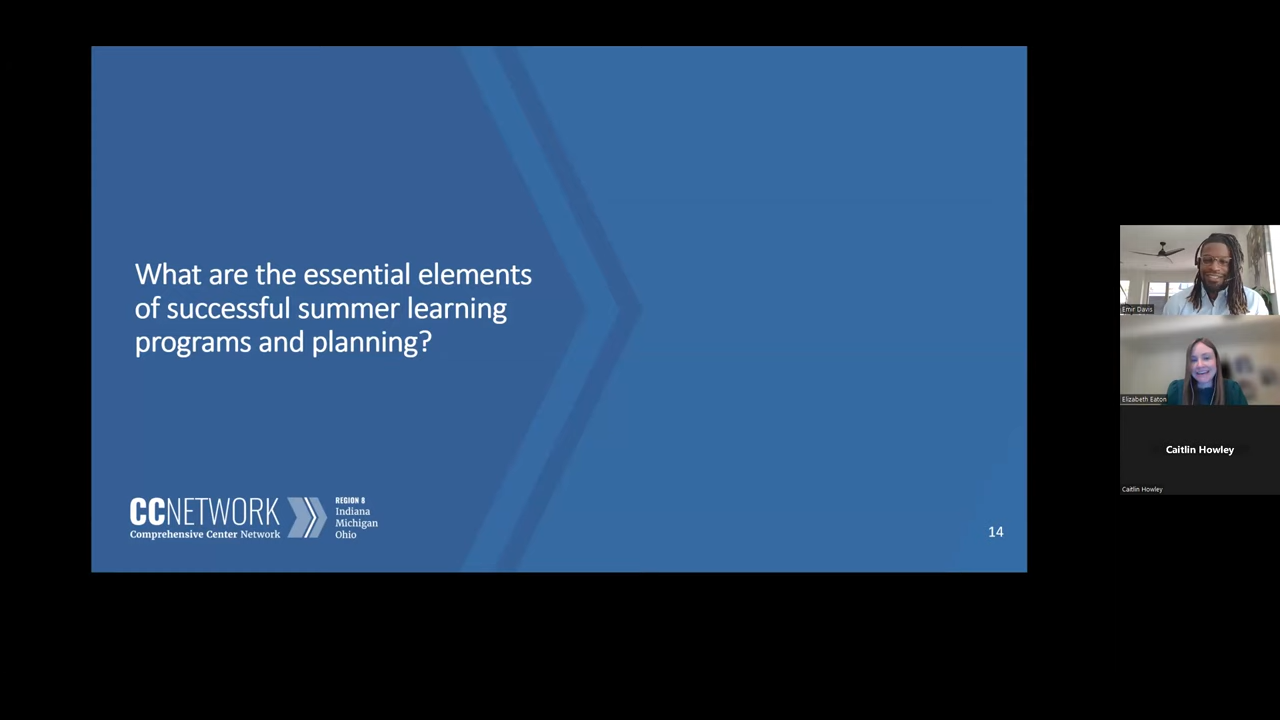 What are the essential elements
of successful summer learning
programs and planning?
CCNETWORK
Comprehensive Center Network
REGION 8
Indiana
Michigan
Ohio
14
Emir Davis
Elizabeth Eaton
Caitlin Howley
Caitlin Howley